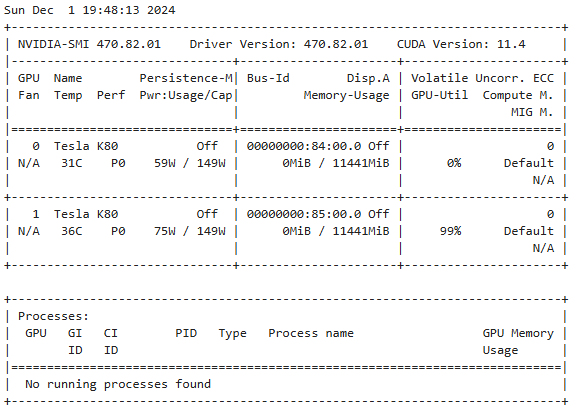 Sun Dec  1 19:48:13 2024
+-----------------------------------------------------------------------------+
| NVIDIA-SMI 470.82.01    Driver Version: 470.82.01    CUDA Version: 11.4     |
|-------------------------------+----------------------+----------------------+
| GPU  Name        Persistence-M| Bus-Id        Disp.A | Volatile Uncorr. ECC |
| Fan  Temp  Perf  Pwr:Usage/Cap|         Memory-Usage | GPU-Util  Compute M. |
|                               |                      |               MIG M. |
|===============================+======================+======================|
|   0  Tesla K80           Off  | 00000000:84:00.0 Off |                    0 |
| N/A   31C    P0    59W / 149W |      0MiB / 11441MiB |      0%      Default |
|                               |                      |                  N/A |
+-------------------------------+----------------------+----------------------+
|   1  Tesla K80           Off  | 00000000:85:00.0 Off |                    0 |
| N/A   36C    P0    75W / 149W |      0MiB / 11441MiB |     99%      Default |
|                               |                      |                  N/A |
+-------------------------------+----------------------+----------------------+

+-----------------------------------------------------------------------------+
| Processes:                                                                  |
|  GPU   GI   CI        PID   Type   Process name                  GPU Memory |
|        ID   ID                                                   Usage      |
|=============================================================================|
|  No running processes found                                                 |
+-----------------------------------------------------------------------------+